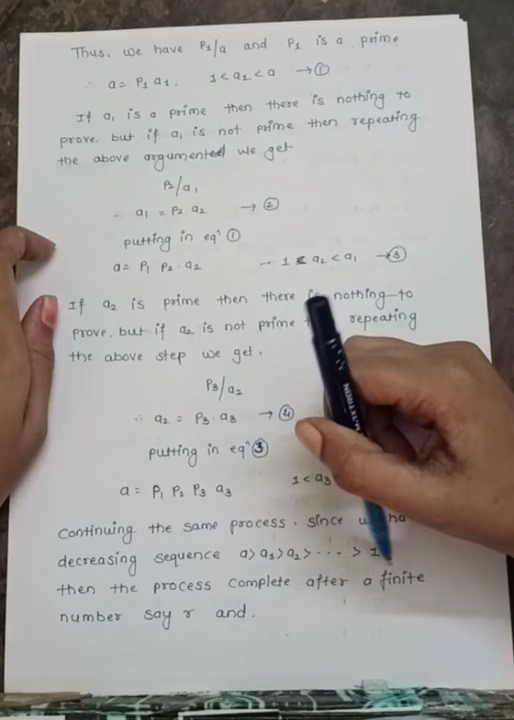 Thus, we have P₁/a and P₁ is a prime
∴ a = P₁ a₁. 1 < a₁ < a → ①
If a₁ is a prime then there is nothing to
prove. but if a₁ is not prime then repeating
the above argumented we get
P₂/a₁
∴ a₁ = P₂ a₂ → ②
putting in eqⁿ ①
a = P₁ P₂ a₂ → 1 < a₂ < a₁ → ③
If a₂ is prime then there is nothing to
prove. but if a₂ is not prime repeating
the above step we get.
P₃/a₂
∴ a₂ = P₃ a₃ → ④
putting in eqⁿ ③
a = P₁ P₂ P₃ a₃ 1 < a₃
Continuing the same process. since
decreasing sequence a > a₁ > a₂ > ... > 1
then the process complete after a finite
number say r and.